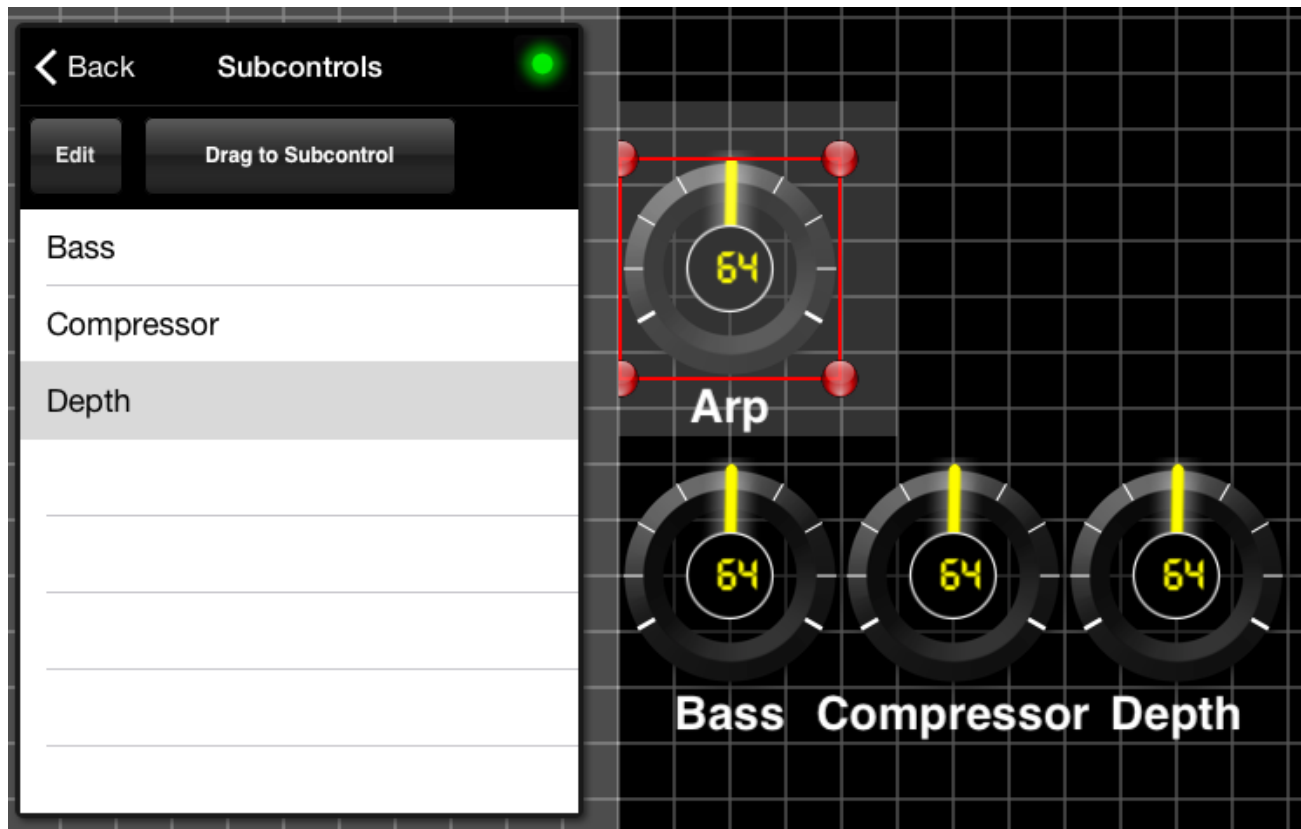 Back
Subcontrols
Edit
Drag to Subcontrol
Bass
Compressor
Depth
64
Arp
64
64
64
Bass
Compressor
Depth